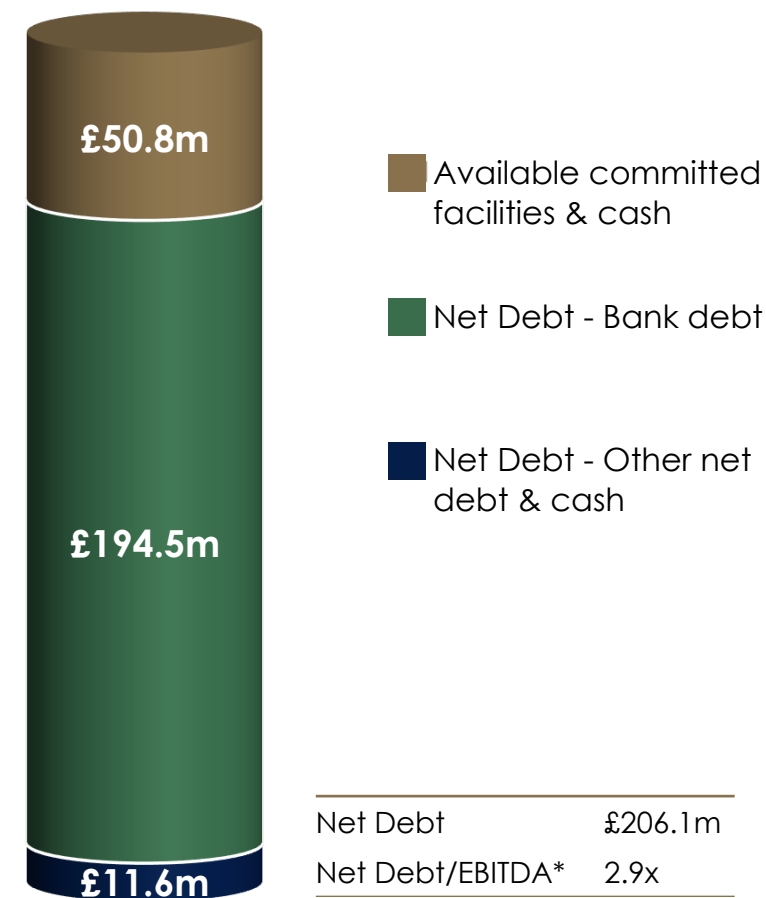 £50.8m
Available committed
facilities & cash
Net Debt - Bank debt
Net Debt - Other net
debt & cash
£194.5m
£11.6m
Net Debt £206.1m
Net Debt/EBITDA* 2.9x